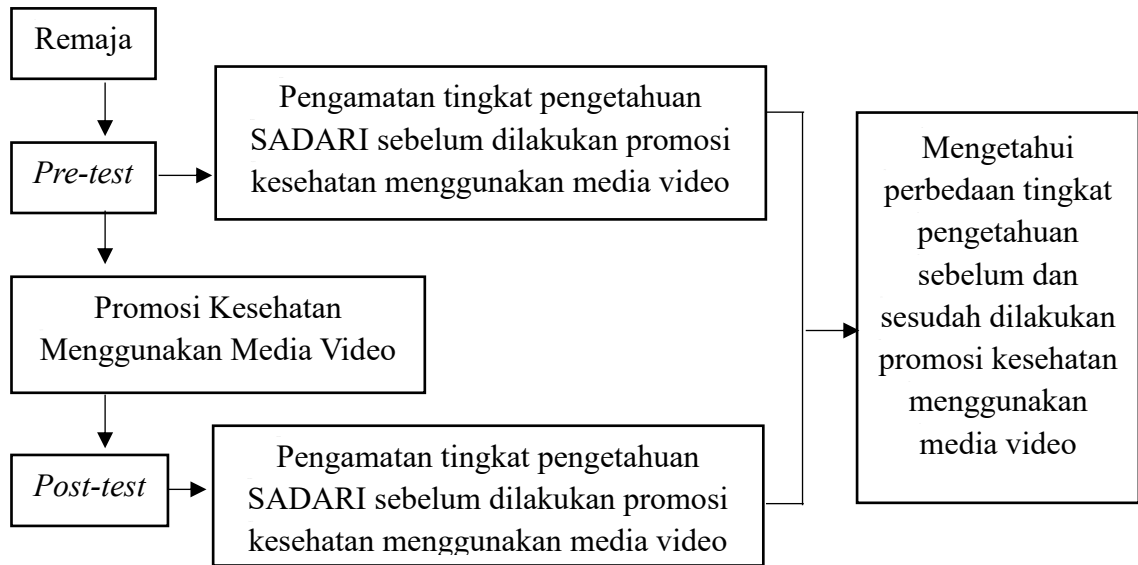 Remaja
Pre-test
Pengamatan tingkat pengetahuan
SADARI sebelum dilakukan promosi
kesehatan menggunakan media video
Promosi Kesehatan
Menggunakan Media Video
Post-test
Pengamatan tingkat pengetahuan
SADARI sebelum dilakukan promosi
kesehatan menggunakan media video
Mengetahui
perbedaan tingkat
pengetahuan
sebelum dan
sesudah dilakukan
promosi kesehatan
menggunakan
media video